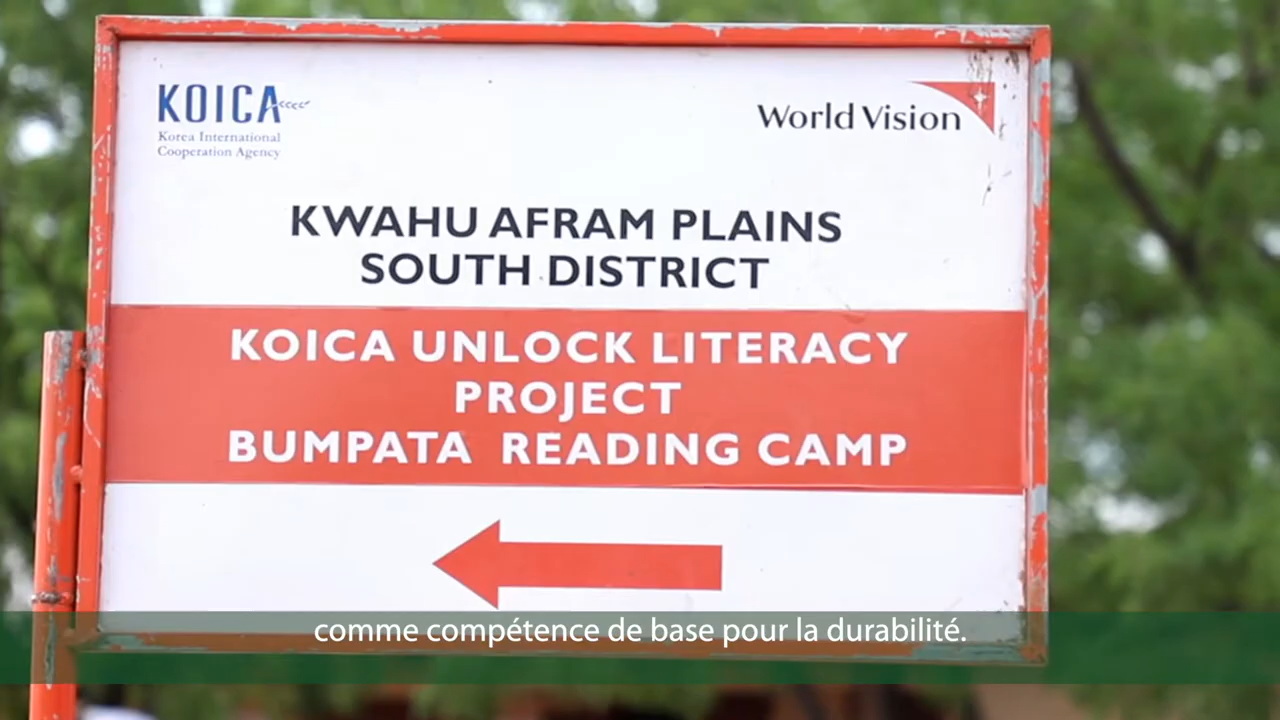 KOICA
Korea International
Cooperation Agency
World Vision
KWAHU AFRAM PLAINS
SOUTH DISTRICT
KOICA UNLOCK LITERACY
PROJECT
BUMPATA READING CAMP
comme compétence de base pour la durabilité.